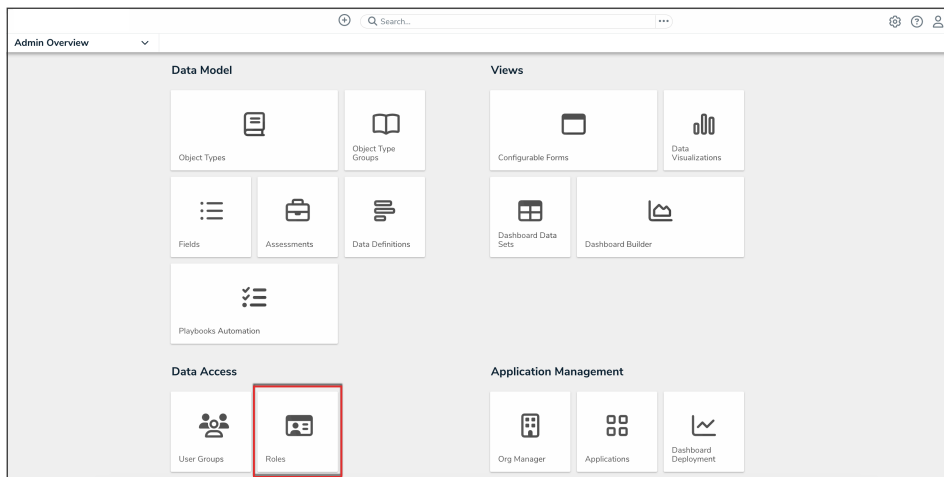 Search...
Admin Overview
Data Model
Views
Object Types
Object Type
Groups
Configurable Forms
Data
Visualizations
Fields
Assessments
Data Definitions
Dashboard Data
Sets
Dashboard Builder
Playbooks Automation
Data Access
Application Management
User Groups
Roles
Org Manager
Applications
Dashboard
Deployment